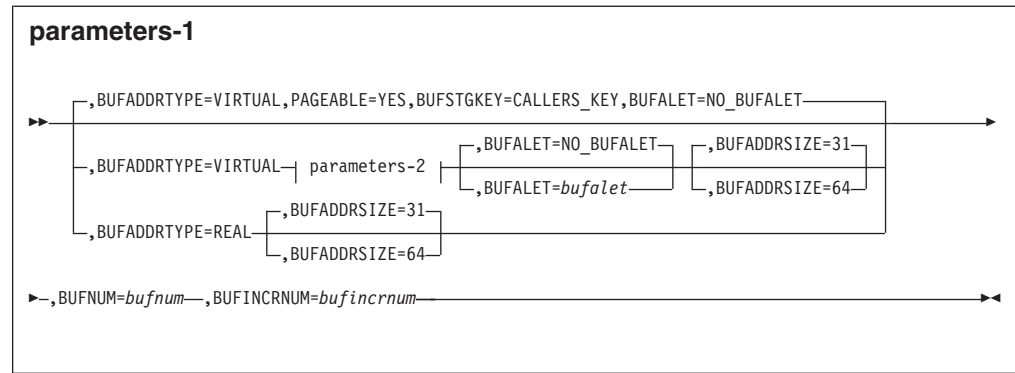 parameters-1
,BUFADDRTYPE=VIRTUAL,PAGEABLE=YES,BUFSTGKEY=CALLERS_KEY,BUFALET=NO_BUFALET
,BUFALET=NO_BUFALET ,BUFADDRSIZE=31
,BUFADDRTYPE=VIRTUAL parameters-2
,BUFALET=bufalet ,BUFADDRSIZE=64
,BUFADDRSIZE=31
,BUFADDRTYPE=REAL
,BUFADDRSIZE=64
,BUFNUM=bufnum ,BUFINCRNUM=bufincrnum